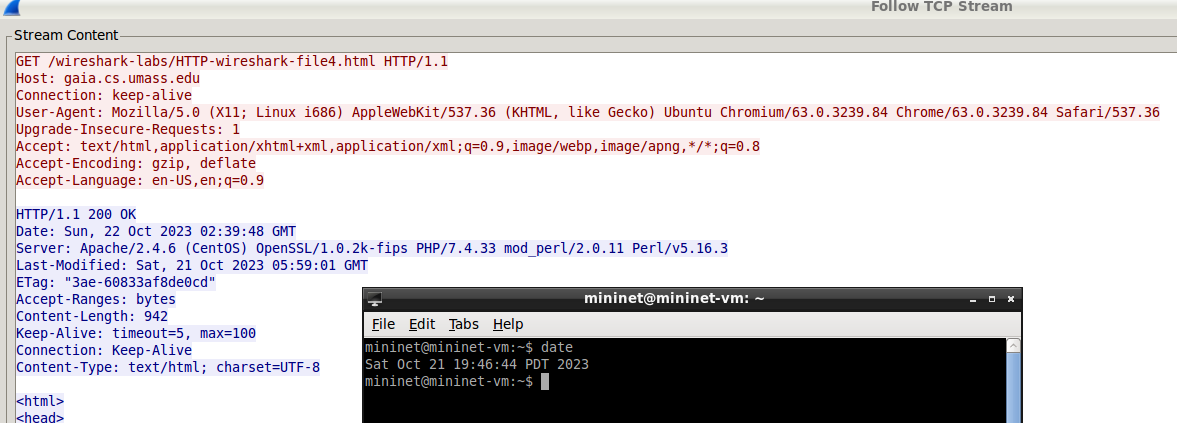 Follow TCP Stream
Stream Content
GET /wireshark-labs/HTTP-wireshark-file4.html HTTP/1.1
Host: gaia.cs.umass.edu
Connection: keep-alive
User-Agent: Mozilla/5.0 (X11; Linux i686) AppleWebKit/537.36 (KHTML, like Gecko) Ubuntu Chromium/63.0.3239.84 Chrome/63.0.3239.84 Safari/537.36
Upgrade-Insecure-Requests: 1
Accept: text/html,application/xhtml+xml,application/xml;q=0.9,image/webp,image/apng,*/*;q=0.8
Accept-Encoding: gzip, deflate
Accept-Language: en-US,en;q=0.9
HTTP/1.1 200 OK
Date: Sun, 22 Oct 2023 02:39:48 GMT
Server: Apache/2.4.6 (CentOS) OpenSSL/1.0.2k-fips PHP/7.4.33 mod_perl/2.0.11 Perl/v5.16.3
Last-Modified: Sat, 21 Oct 2023 05:59:01 GMT
ETag: "3ae-60833af8de0cd"
Accept-Ranges: bytes
Content-Length: 942
Keep-Alive: timeout=5, max=100
Connection: Keep-Alive
Content-Type: text/html; charset=UTF-8
<html>
<head>
mininet@mininet-vm: ~
File Edit Tabs Help
mininet@mininet-vm:~$ date
Sat Oct 21 19:46:44 PDT 2023
mininet@mininet-vm:~$